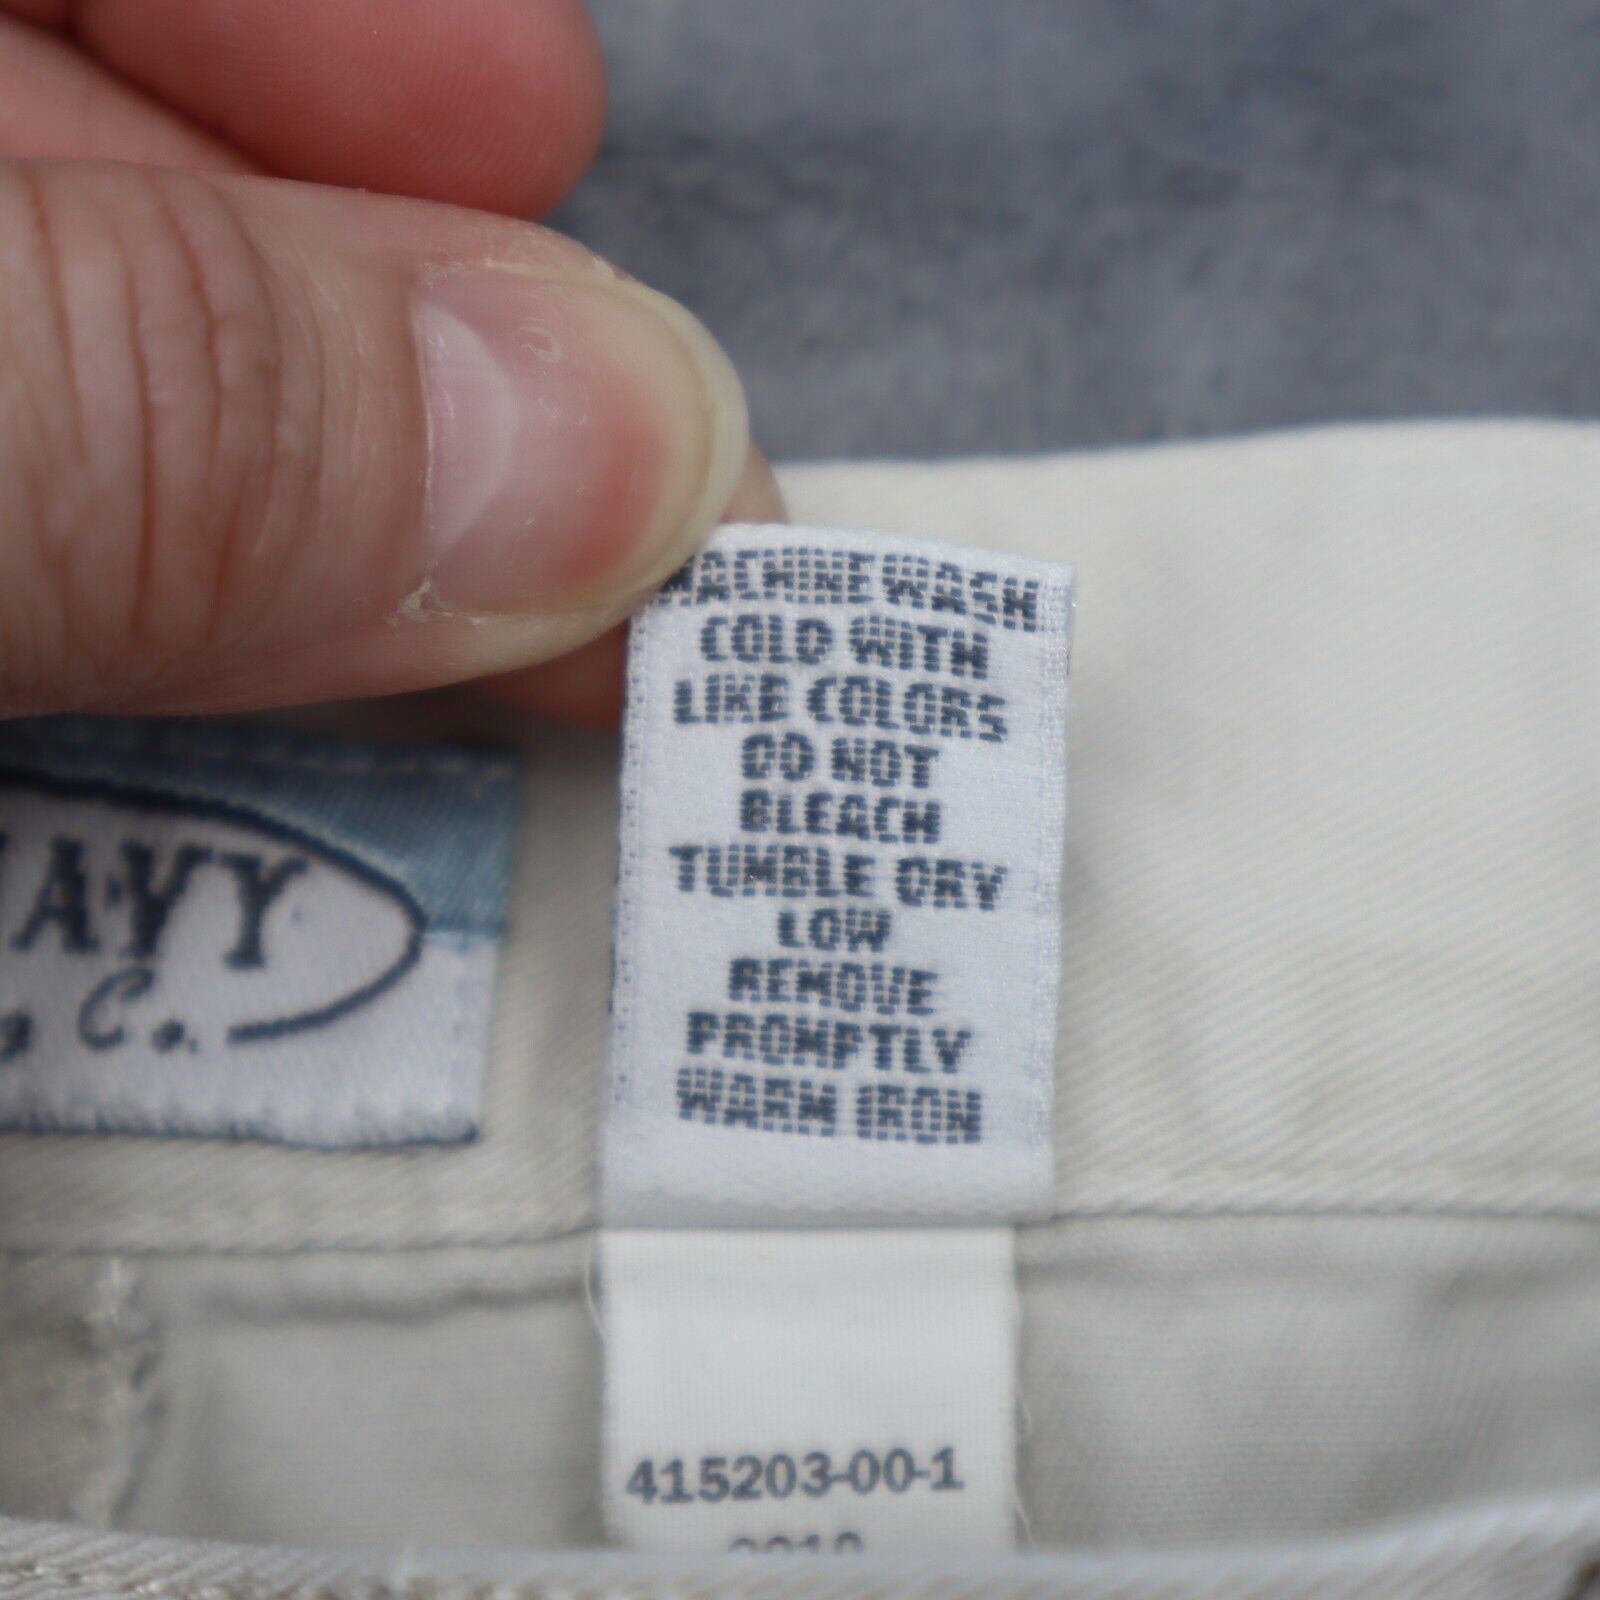 MACHINE WASH
COLD WITH
LIKE COLORS
DO NOT
BLEACH
TUMBLE DRY
LOW
REMOVE
PROMPTLY
WARM IRON
NAVY
C.
415203-00-1